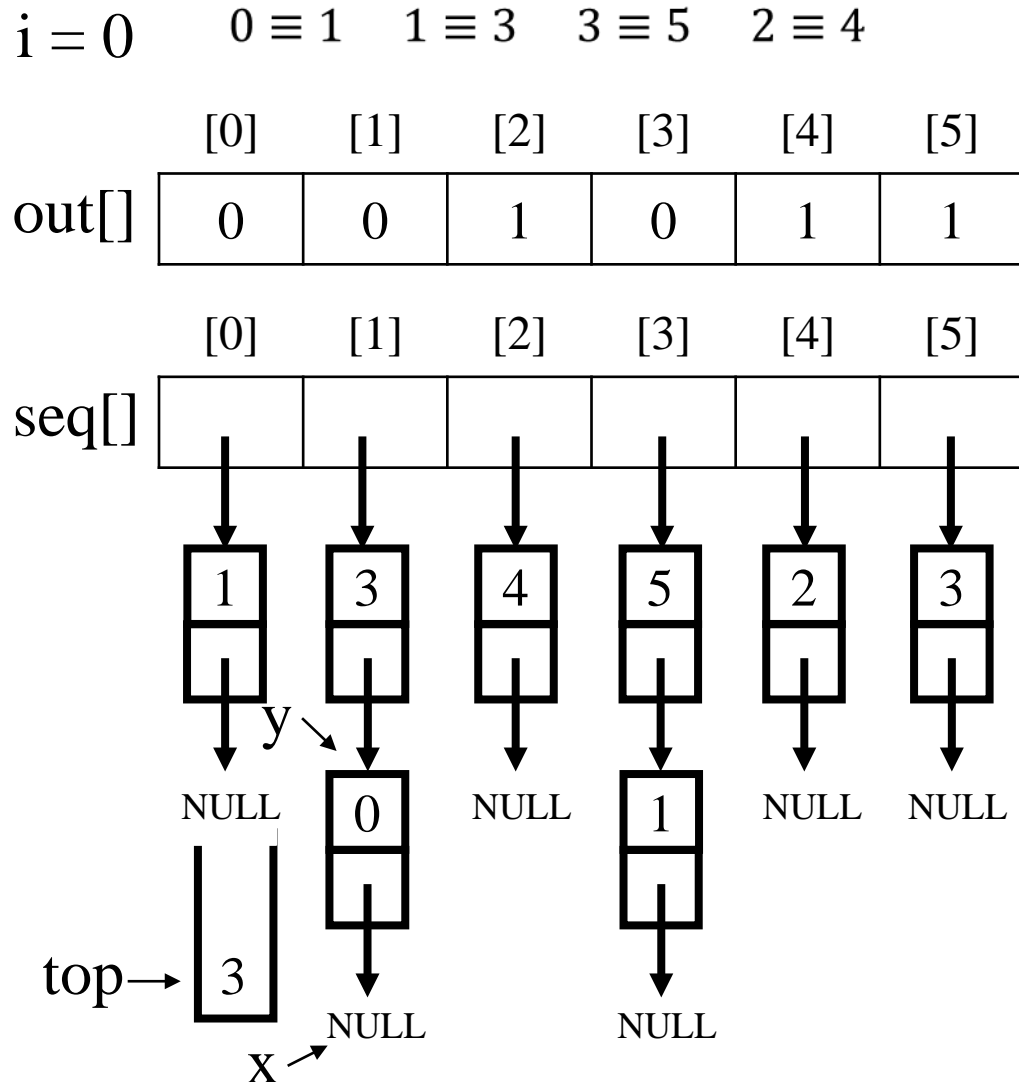 i = 0 0 ≡ 1 1 ≡ 3 3 ≡ 5 2 ≡ 4
[0] [1] [2] [3] [4] [5]
out[] 0 0 1 0 1 1
[0] [1] [2] [3] [4] [5]
seq[]
1 3 4 5 2 3
y
NULL 0 NULL 1 NULL NULL
top 3
NULL NULL
x